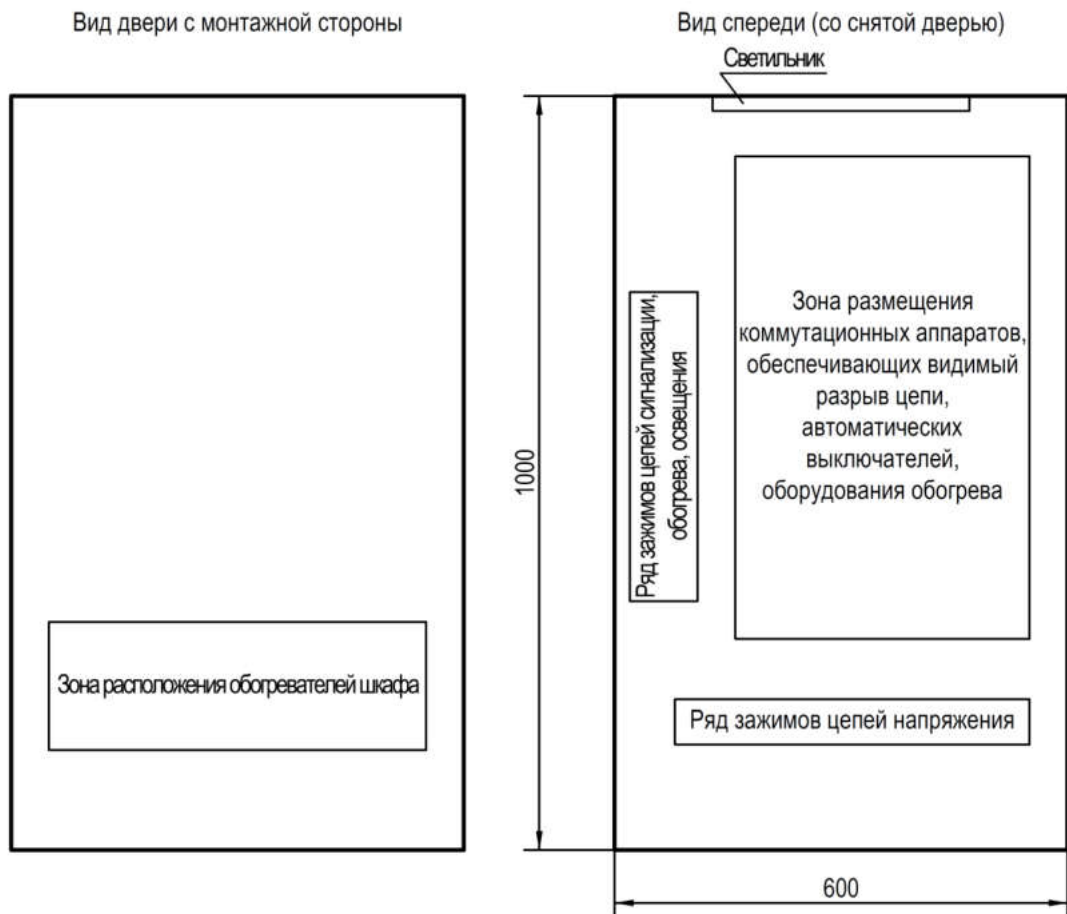 Вид двери с монтажной стороны
Зона расположения обогревателей шкафа
Вид спереди (со снятой дверью)
Светильник
1000
Ряд зажимов цепей сигнализации,
обогрева, освещения
Зона размещения
коммутационных аппаратов,
обеспечивающих видимый
разрыв цепи,
автоматических
выключателей,
оборудования обогрева
Ряд зажимов цепей напряжения
600